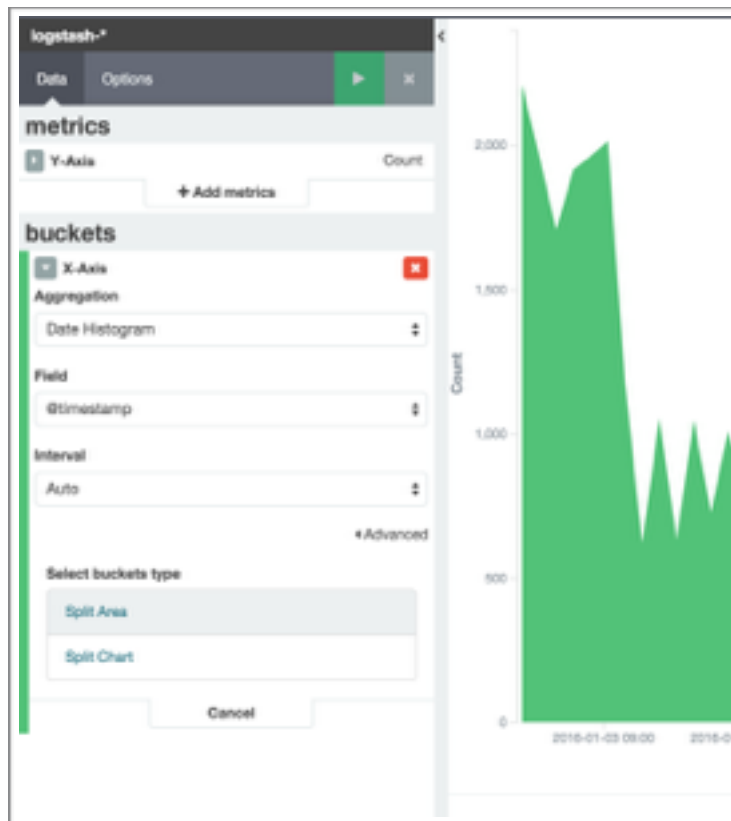 logstash-*
Data Options
metrics
Y-Axis Count
+ Add metrics
buckets
X-Axis
Aggregation
Date Histogram
Field
@timestamp
Interval
Auto
Advanced
Select buckets type
Split Area
Split Chart
Cancel
Count
2,000
1,500
1,000
500
0
2016-01-03 09:00 2016-0